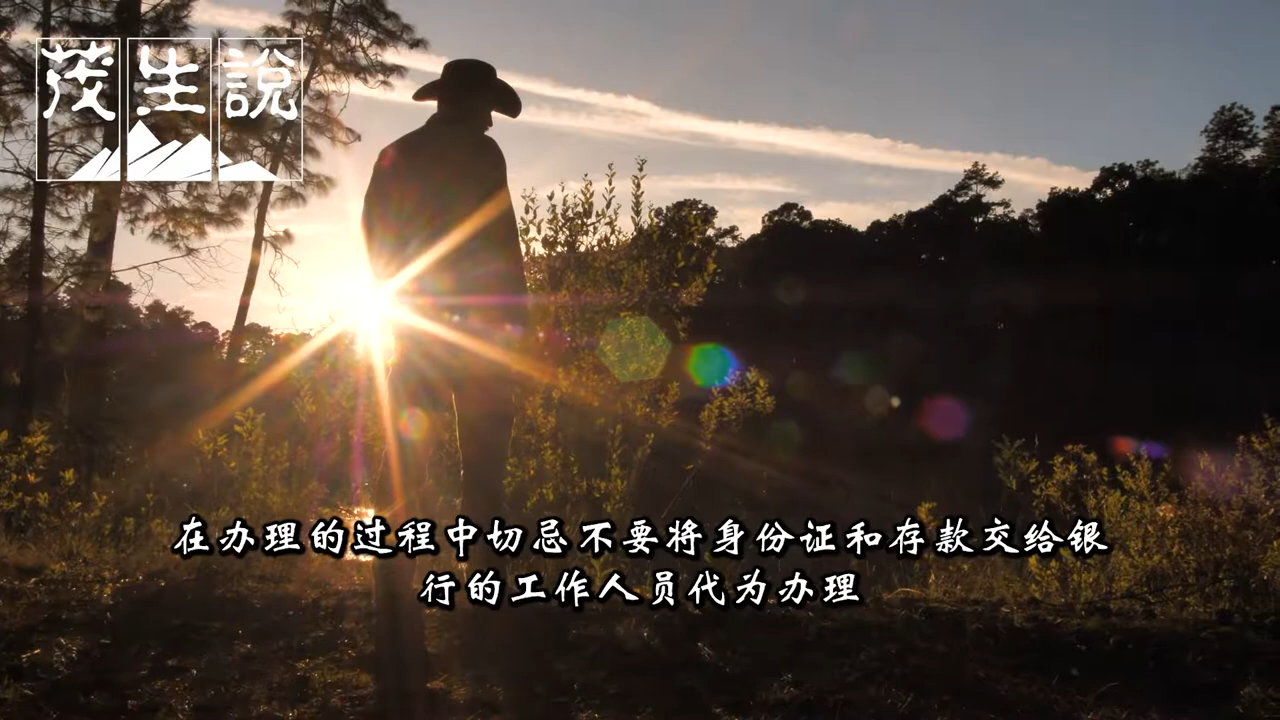 茂生說
在办理的过程中切忌不要将身份证和存款交给银
行的工作人员代为办理